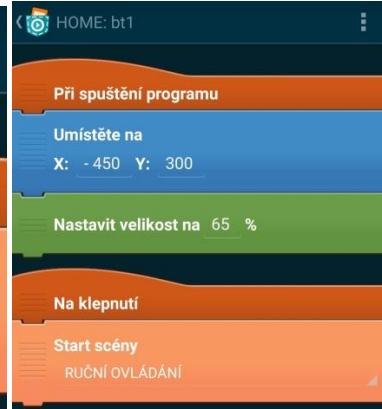 HOME: bt1
Při spuštění programu
Umístěte na
X: -450 Y: 300
Nastavit velikost na 65 %
Na klepnutí
Start scény
RUČNÍ OVLÁDÁNÍ